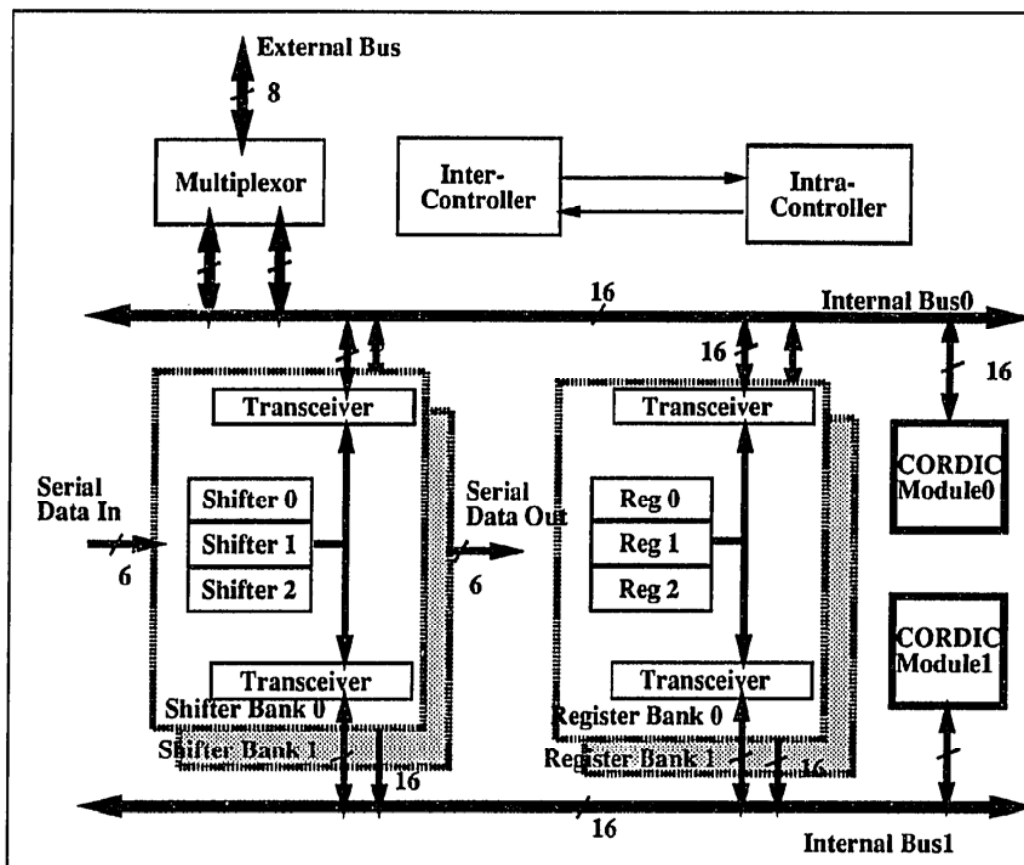 External Bus
8
Multiplexor
Inter-
Controller
Intra-
Controller
16
Internal Bus0
16
16
Transceiver
Transceiver
Serial
Data In
6
Shifter 0
Shifter 1
Shifter 2
Serial
Data Out
6
Reg 0
Reg 1
Reg 2
CORDIC
Module0
CORDIC
Module1
Transceiver
Shifter Bank 0
Shifter Bank 1
16
Transceiver
Register Bank 0
Register Bank 1
16
16
Internal Bus1